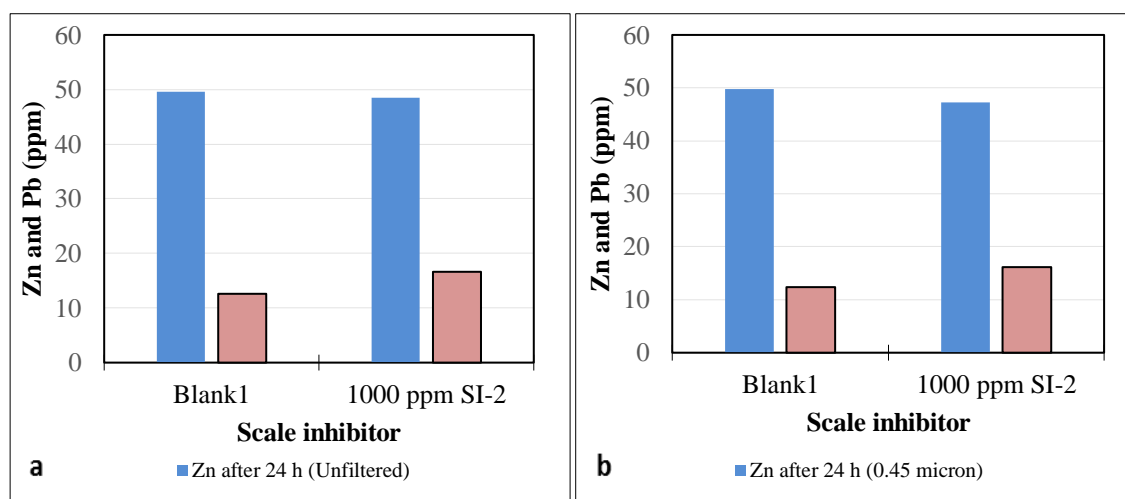 60
50
40
30
20
10
0
Zn and Pb (ppm)
Blank1
1000 ppm SI-2
Scale inhibitor
a
Zn after 24 h (Unfiltered)
60
50
40
30
20
10
0
Zn and Pb (ppm)
Blank1
1000 ppm SI-2
Scale inhibitor
b
Zn after 24 h (0.45 micron)